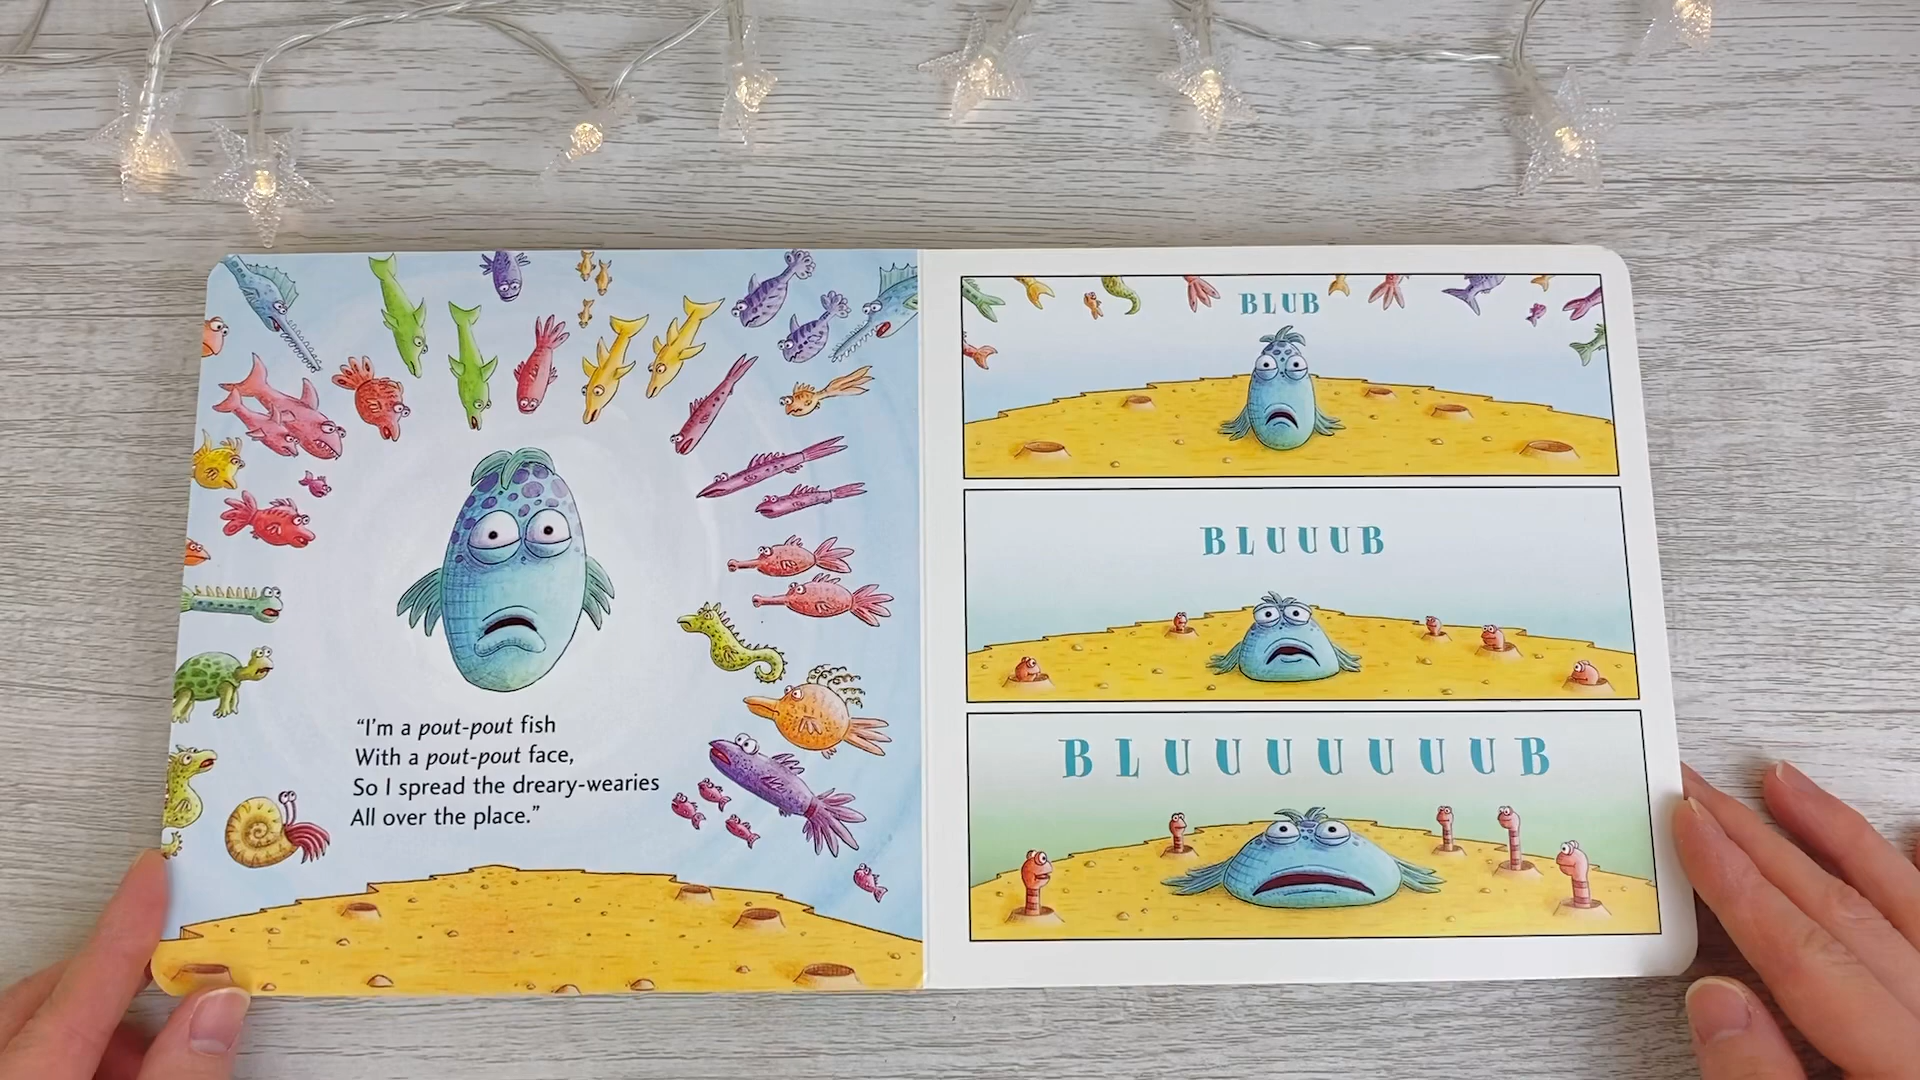 “I’m a pout-pout fish
With a pout-pout face,
So I spread the dreary-wearies
All over the place.”
BLUB
BLUUUB
BLUUUUUUUB